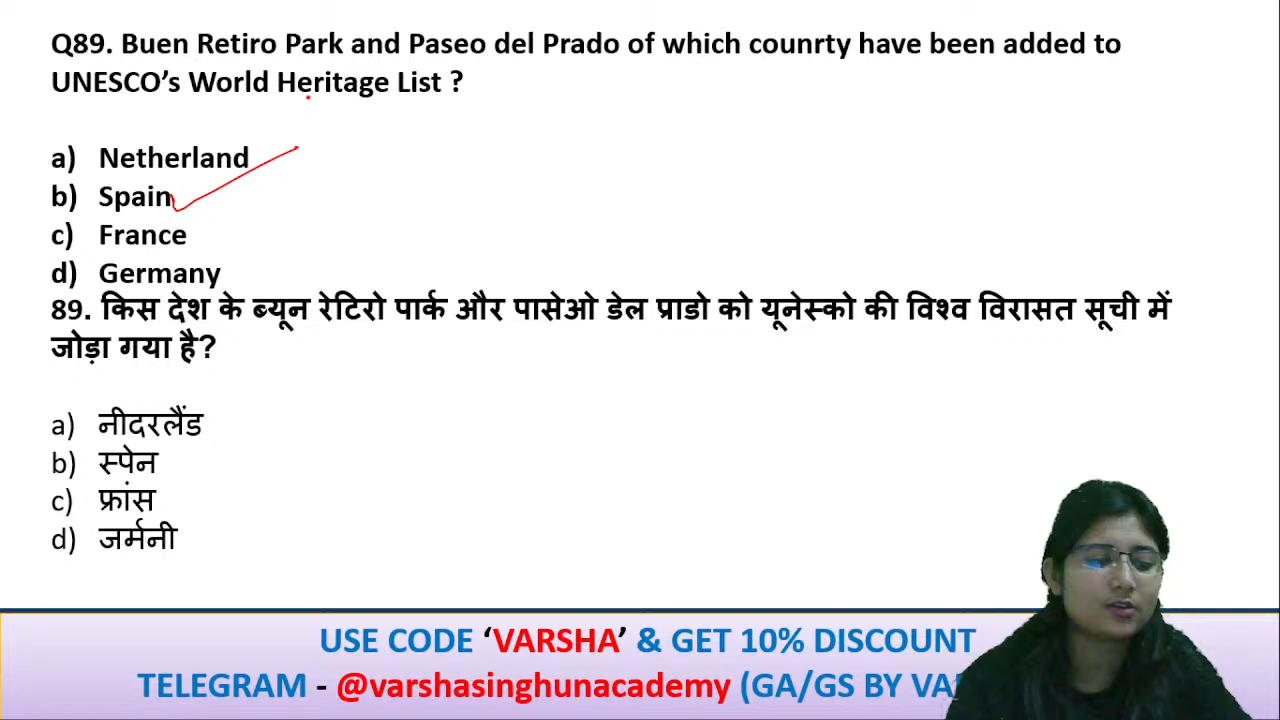 Q89. Buen Retiro Park and Paseo del Prado of which counrty have been added to
UNESCO’s World Heritage List ?
a) Netherland
b) Spain
c) France
d) Germany
89. किस देश के ब्यून रेटिरो पार्क और पासेओ डेल प्राडो को यूनेस्को की विश्व विरासत सूची में
जोड़ा गया है?
a) नीदरलैंड
b) स्पेन
c) फ्रांस
d) जर्मनी
USE CODE ‘VARSHA’ & GET 10% DISCOUNT
TELEGRAM - @varshasinghunacademy (GA/GS BY